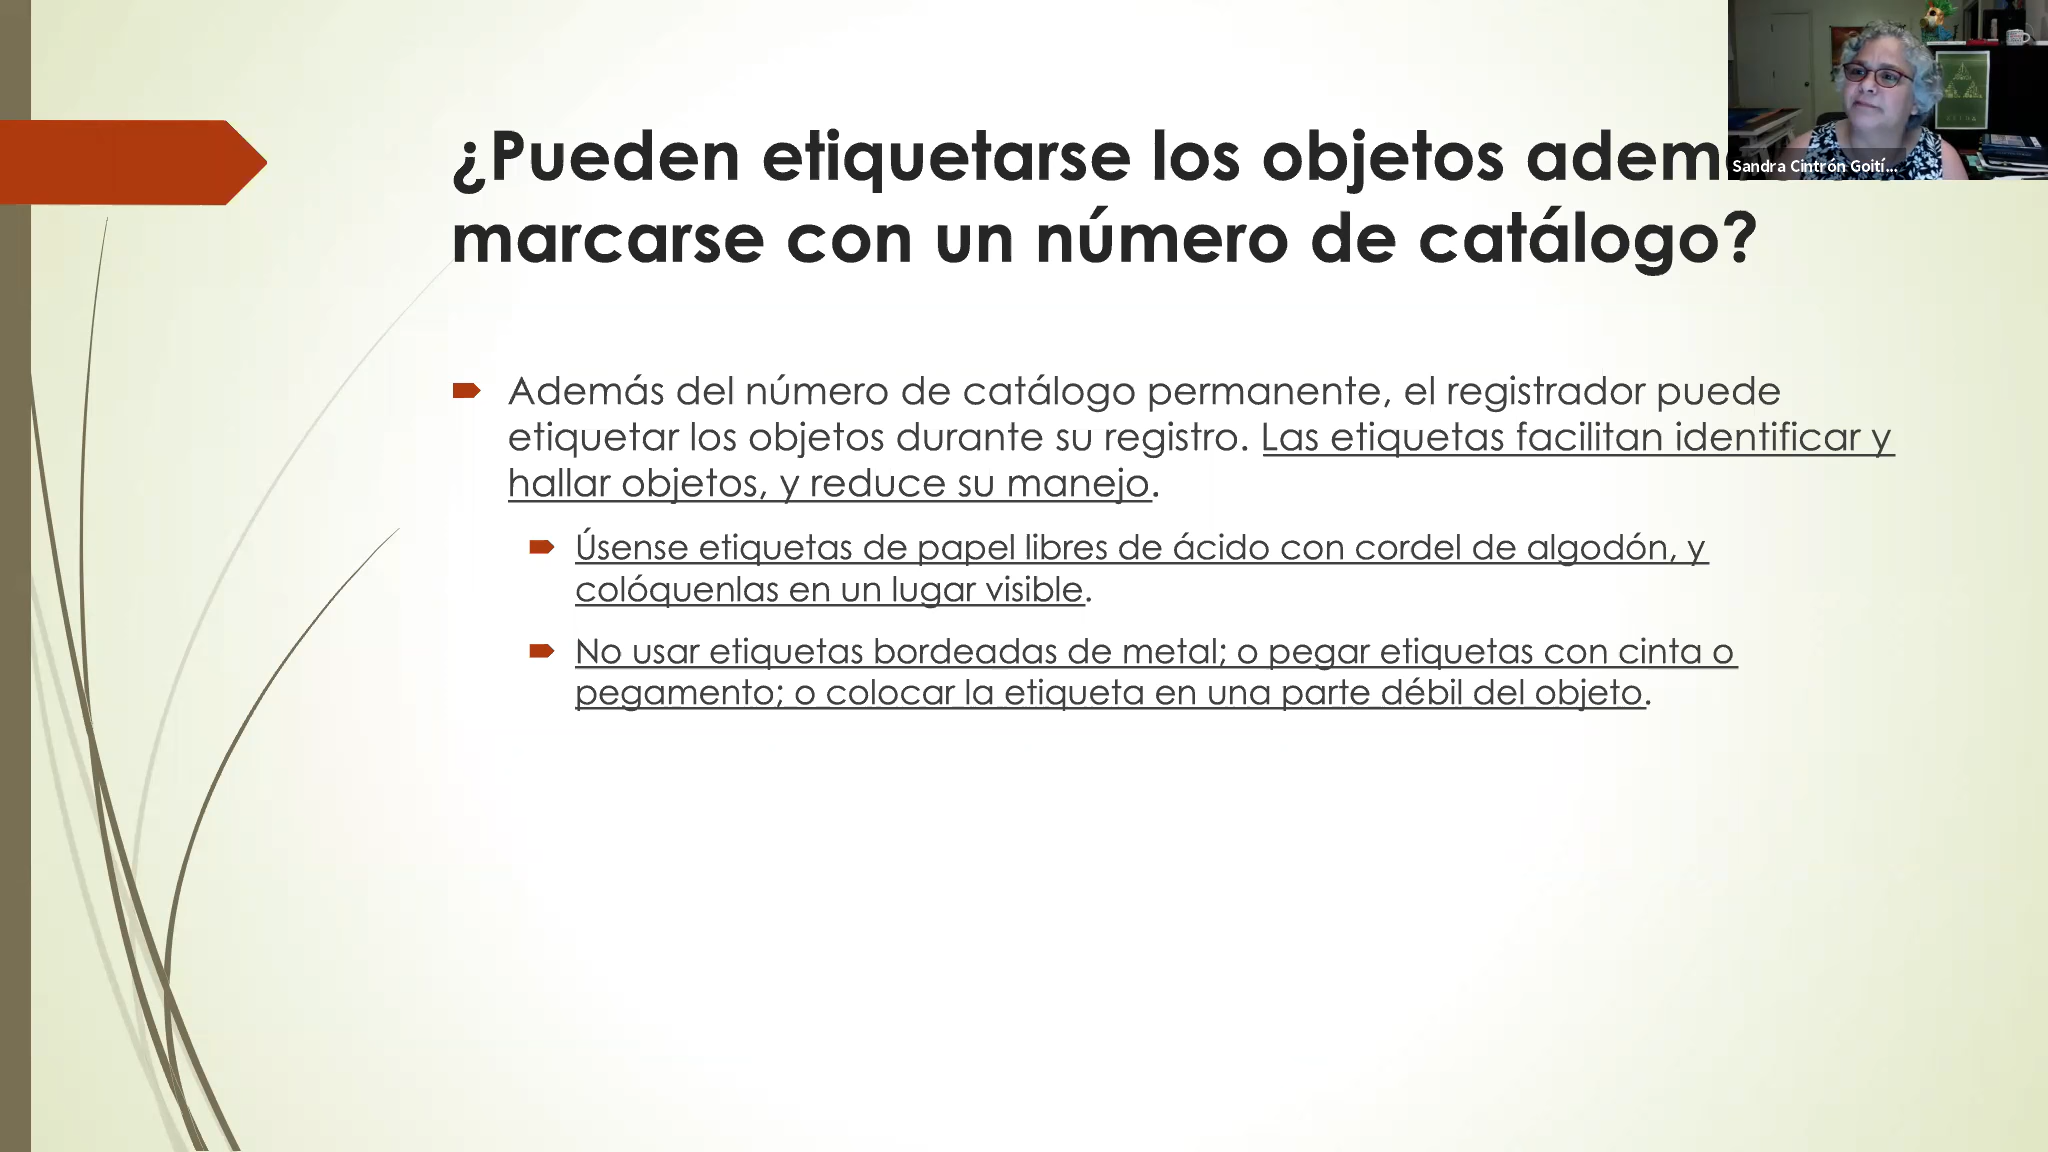 ¿Pueden etiquetarse los objetos
marcarse con un número de catálogo?
Además del número de catálogo permanente, el registrador puede
etiquetar los objetos durante su registro. Las etiquetas facilitan identificar y
hallar objetos, y reduce su manejo.
Úsense etiquetas de papel libres de ácido con cordel de algodón, y
colóquenlas en un lugar visible.
No usar etiquetas bordeadas de metal; o pegar etiquetas con cinta o
pegamento; o colocar la etiqueta en una parte débil del objeto.
Sandra Cintrón Goití...